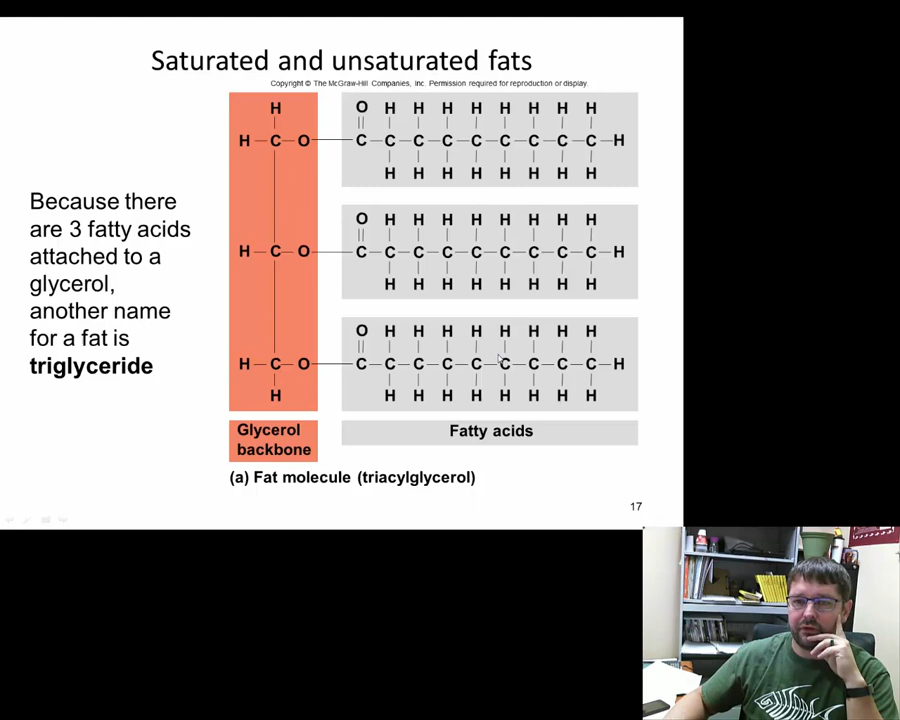 Saturated and unsaturated fats
Copyright © The McGraw-Hill Companies, Inc. Permission required for reproduction or display.
Because there
are 3 fatty acids
attached to a
glycerol,
another name
for a fat is
triglyceride
H O H H H H H H H H
H C O C C C C C C C C C H
H H H H H H H H
O H H H H H H H H
H C O C C C C C C C C C H
H H H H H H H H
O H H H H H H H H
H C O C C C C C C C C C H
H H H H H H H H H
Glycerol
backbone
Fatty acids
(a) Fat molecule (triacylglycerol)
17